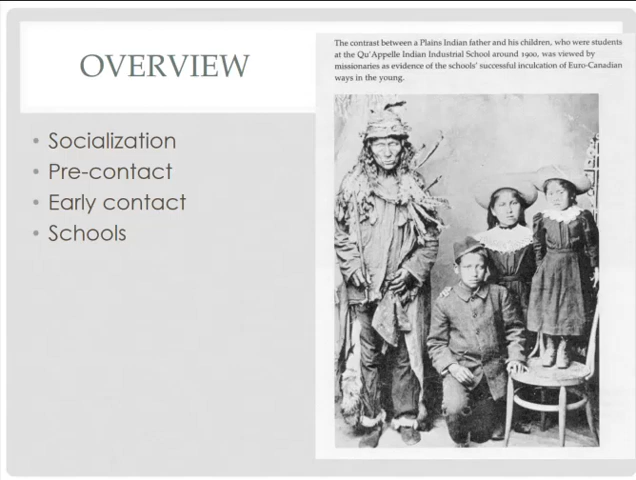 OVERVIEW
• Socialization
• Pre-contact
• Early contact
• Schools
The contrast between a Plains Indian father and his children, who were students
at the Qu'Appelle Indian Industrial School around 1900, was viewed by
missionaries as evidence of the schools' successful inculcation of Euro-Canadian
ways in the young.